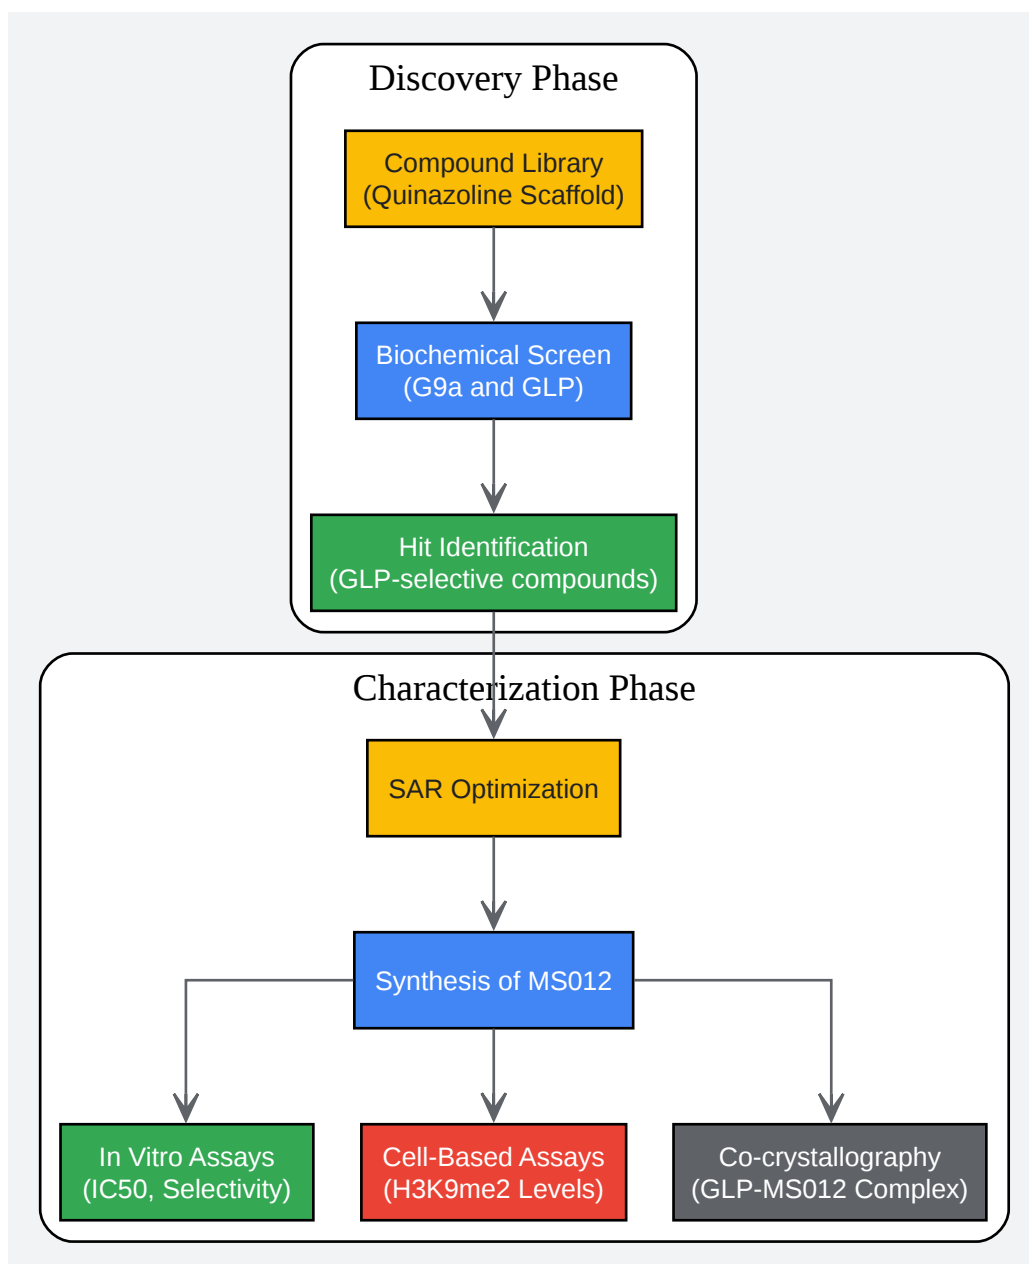 Discovery Phase
Compound Library
(Quinazoline Scaffold)
Biochemical Screen
(G9a and GLP)
Hit Identification
(GLP-selective compounds)
Characterization Phase
SAR Optimization
Synthesis of MS012
In Vitro Assays
(IC50, Selectivity)
Cell-Based Assays
(H3K9me2 Levels)
Co-crystallography
(GLP-MS012 Complex)